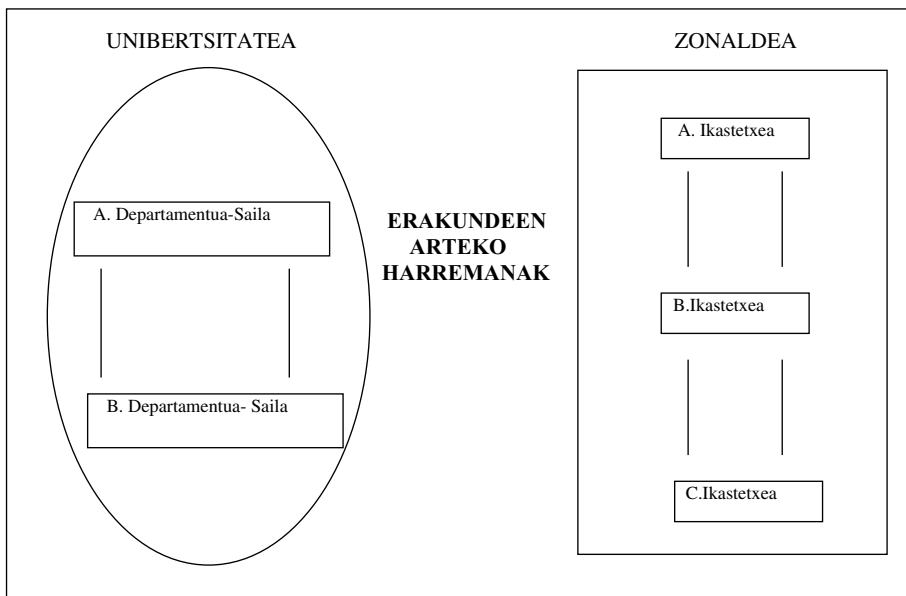 UNIBERTSITATEA
A. Departamentua-Saila
B. Departamentua- Saila
ERAKUNDEEN
ARTEKO
HARREMANAK
ZONALDEA
A. Ikastetxea
B.Ikastetxea
C.Ikastetxea